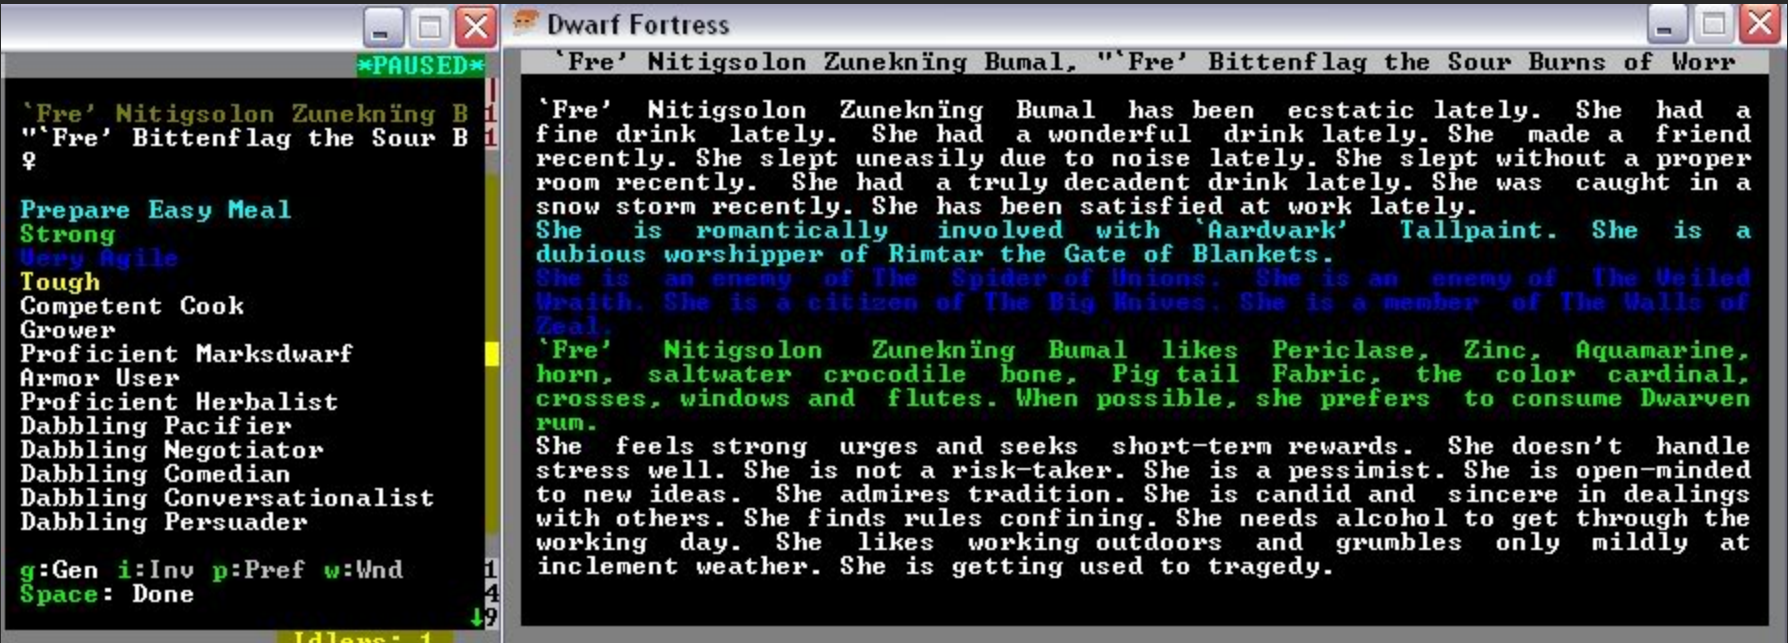 *PAUSED*
`Fre' Nitigsolon Zuneknïng B
"`Fre' Bittenflag the Sour B
♀
Prepare Easy Meal
Strong
Very Agile
Tough
Competent Cook
Grower
Proficient Marksdwarf
Armor User
Proficient Herbalist
Dabbling Pacifier
Dabbling Negotiator
Dabbling Comedian
Dabbling Conversationalist
Dabbling Persuader
g:Gen i:Inv p:Pref w:Wnd
Space: Done
Idlers: 1
Dwarf Fortress
`Fre' Nitigsolon Zuneknïng Bumal, "`Fre' Bittenflag the Sour Burns of Worr
`Fre' Nitigsolon Zuneknïng Bumal has been ecstatic lately. She had a
fine drink lately. She had a wonderful drink lately. She made a friend
recently. She slept uneasily due to noise lately. She slept without a proper
room recently. She had a truly decadent drink lately. She was caught in a
snow storm recently. She has been satisfied at work lately.
She is romantically involved with `Aardvark' Tallpaint. She is a
dubious worshipper of Rimtar the Gate of Blankets.
She is an enemy of The Spider of Unions. She is an enemy of The Veiled
Wraith. She is a citizen of The Big Knives. She is a member of The Walls of
Zeal.
`Fre' Nitigsolon Zuneknïng Bumal likes Periclase, Zinc, Aquamarine,
horn, saltwater crocodile bone, Pig tail Fabric, the color cardinal,
crosses, windows and flutes. When possible, she prefers to consume Dwarven
rum.
She feels strong urges and seeks short-term rewards. She doesn't handle
stress well. She is not a risk-taker. She is a pessimist. She is open-minded
to new ideas. She admires tradition. She is candid and sincere in dealings
with others. She finds rules confining. She needs alcohol to get through the
working day. She likes working outdoors and grumbles only mildly at
inclement weather. She is getting used to tragedy.